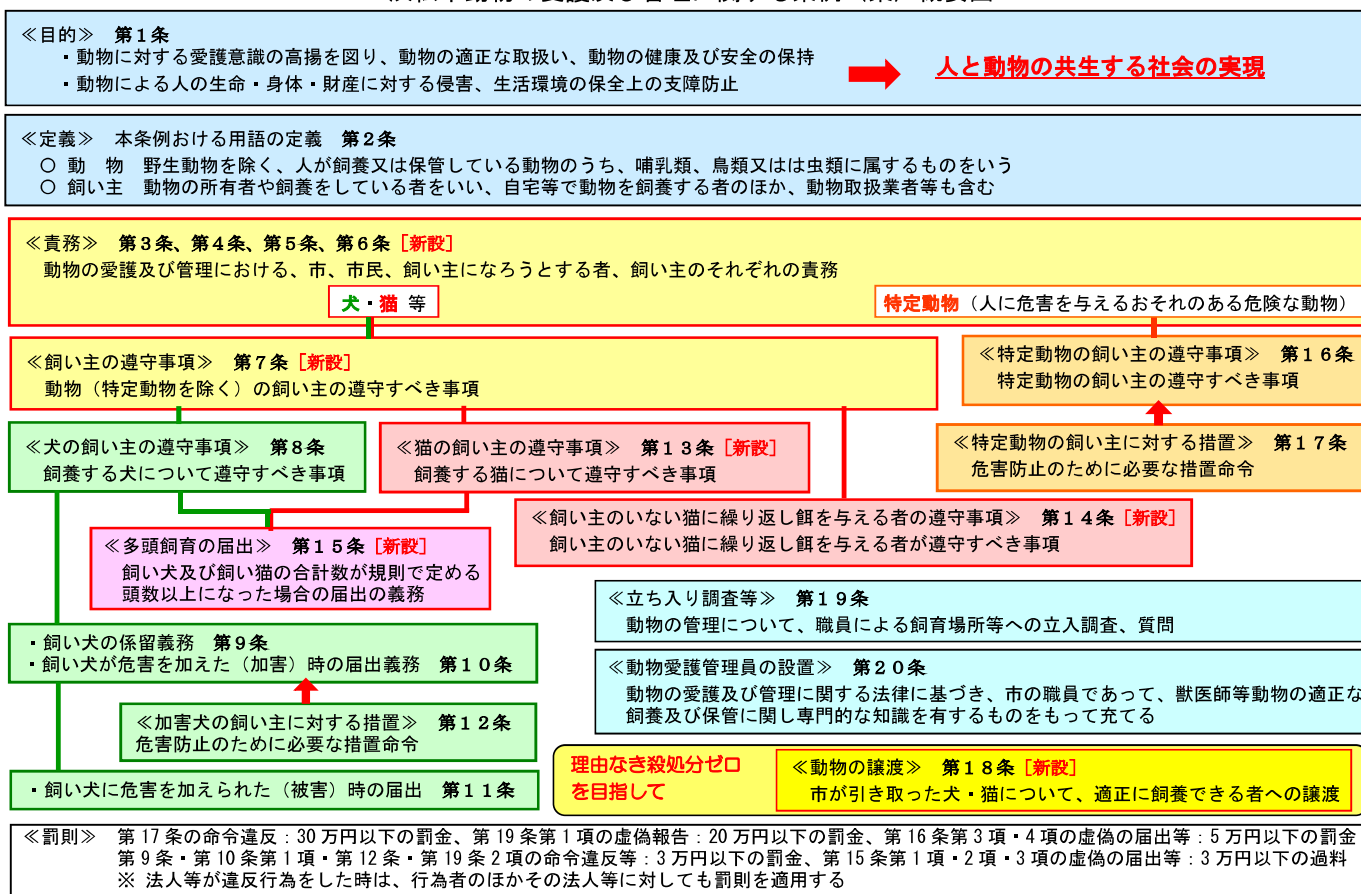 ≪目的≫ 第1条
・動物に対する愛護意識の高揚を図り、動物の適正な取扱い、動物の健康及び安全の保持
・動物による人の生命・身体・財産に対する侵害、生活環境の保全上の支障防止
人と動物の共生する社会の実現
≪定義≫ 本条例おける用語の定義 第2条
○ 動 物 野生動物を除く、人が飼養又は保管している動物のうち、哺乳類、鳥類又はは虫類に属するものをいう
○ 飼い主 動物の所有者や飼養をしている者をいい、自宅等で動物を飼養する者のほか、動物取扱業者等も含む
≪責務≫ 第3条、第4条、第5条、第6条［新設］
動物の愛護及び管理における、市、市民、飼い主になろうとする者、飼い主のそれぞれの責務
犬・猫 等
特定動物（人に危害を与えるおそれのある危険な動物）
≪飼い主の遵守事項≫ 第7条［新設］
動物（特定動物を除く）の飼い主の遵守すべき事項
≪特定動物の飼い主の遵守事項≫ 第16条
特定動物の飼い主の遵守すべき事項
≪犬の飼い主の遵守事項≫ 第8条
飼養する犬について遵守すべき事項
≪猫の飼い主の遵守事項≫ 第13条［新設］
飼養する猫について遵守すべき事項
≪特定動物の飼い主に対する措置≫ 第17条
危害防止のために必要な措置命令
≪飼い主のいない猫に繰り返し餌を与える者の遵守事項≫ 第14条［新設］
飼い主のいない猫に繰り返し餌を与える者が遵守すべき事項
≪多頭飼育の届出≫ 第15条［新設］
飼い犬及び飼い猫の合計数が規則で定める
頭数以上になった場合の届出の義務
≪立ち入り調査等≫ 第19条
動物の管理について、職員による飼育場所等への立入調査、質問
・飼い犬の係留義務 第9条
・飼い犬が危害を加えた（加害）時の届出義務 第10条
≪動物愛護管理員の設置≫ 第20条
動物の愛護及び管理に関する法律に基づき、市の職員であって、獣医師等動物の適正な
飼養及び保管に関し専門的な知識を有するものをもって充てる
≪加害犬の飼い主に対する措置≫ 第12条
危害防止のために必要な措置命令
理由なき殺処分ゼロ
を目指して
≪動物の譲渡≫ 第18条［新設］
市が引き取った犬・猫について、適正に飼養できる者への譲渡
・飼い犬に危害を加えられた（被害）時の届出 第11条
≪罰則≫ 第17条の命令違反：30万円以下の罰金、第19条第1項の虚偽報告：20万円以下の罰金、第16条第3項・4項の虚偽の届出等：5万円以下の罰金
第9条・第10条第1項・第12条・第19条2項の命令違反等：3万円以下の罰金、第15条第1項・2項・3項の虚偽の届出等：3万円以下の過料
※ 法人等が違反行為をした時は、行為者のほかその法人等に対しても罰則を適用する